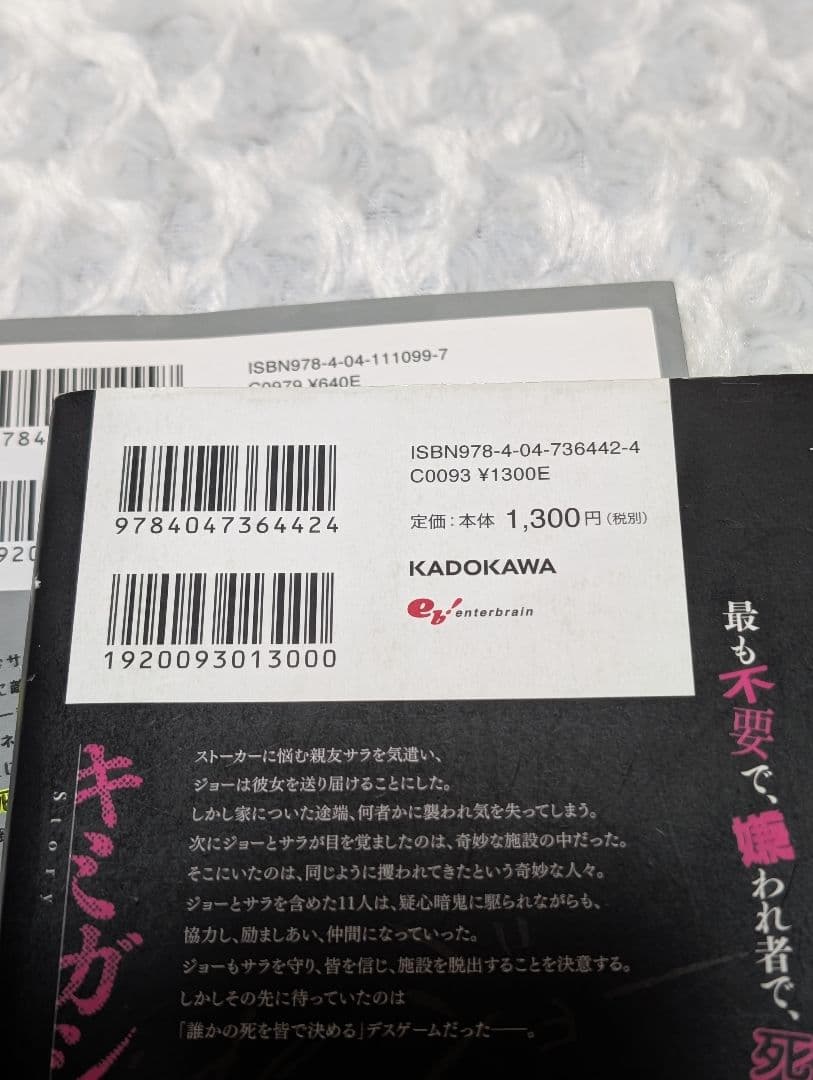 ISBN978-4-04-111099-7
C0979 ¥640E
784
920
ISBN978-4-04-736442-4
C0093 ¥1300E
9784047364424
定価：本体 1,300円（税別）
KADOKAWA
eb! enterbrain
1920093013000
最も不要で、嫌われ者で、死
キミガシ
Story
ストーカーに悩む親友サラを気遣い、
ジョーは彼女を送り届けることにした。
しかし家についた途端、何者かに襲われ気を失ってしまう。
次にジョーとサラが目を覚ましたのは、奇妙な施設の中だった。
そこにいたのは、同じように攫われてきたという奇妙な人々。
ジョーとサラを含めた11人は、疑心暗鬼に駆られながらも、
協力し、励ましあい、仲間になっていった。
ジョーもサラを守り、皆を信じ、施設を脱出することを決意する。
しかしその先に待っていたのは
「誰かの死を皆で決める」デスゲームだった――。